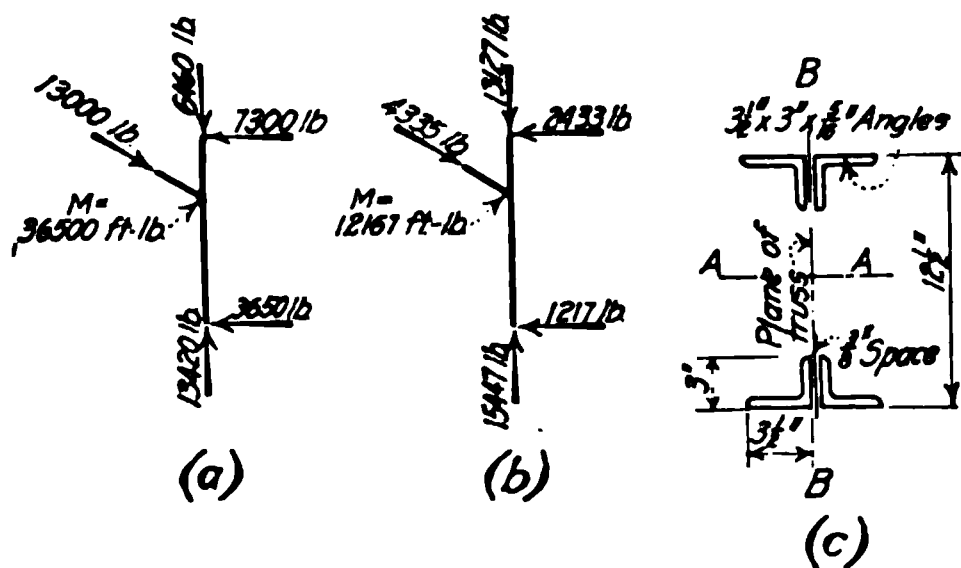 6460 lb
13000 lb.
7300 lb
M=
36500 ft-lb.
3650 lb.
13420 lb.
(a)
13127 lb.
4335 lb.
2433 lb
M=
12167 ft-lb.
1217 lb.
15447 lb
(b)
B
3½" x 3" x 5/16" Angles
A
A
Plane of
truss
12½"
3/8" Space
3"
3½"
B
(c)